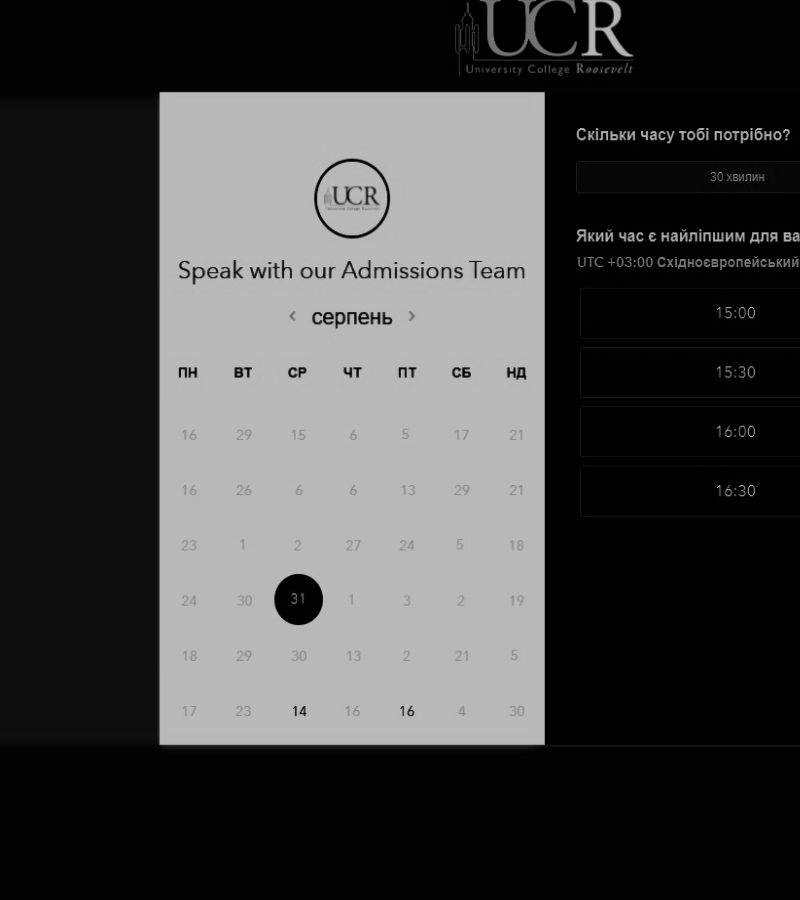 UCR
University College Roosevelt
UCR
Speak with our Admissions Team
серпень
ПН ВТ СР ЧТ ПТ СБ НД
16 29 15 6 5 17 21
16 26 6 6 13 29 21
23 1 2 27 24 5 18
24 30 31 1 3 2 19
18 29 30 13 2 21 5
17 23 14 16 16 4 30
Скільки часу тобі потрібно?
30 хвилин
Який час є найліпшим для ва
UTC +03:00 Східноєвропейський
15:00
15:30
16:00
16:30